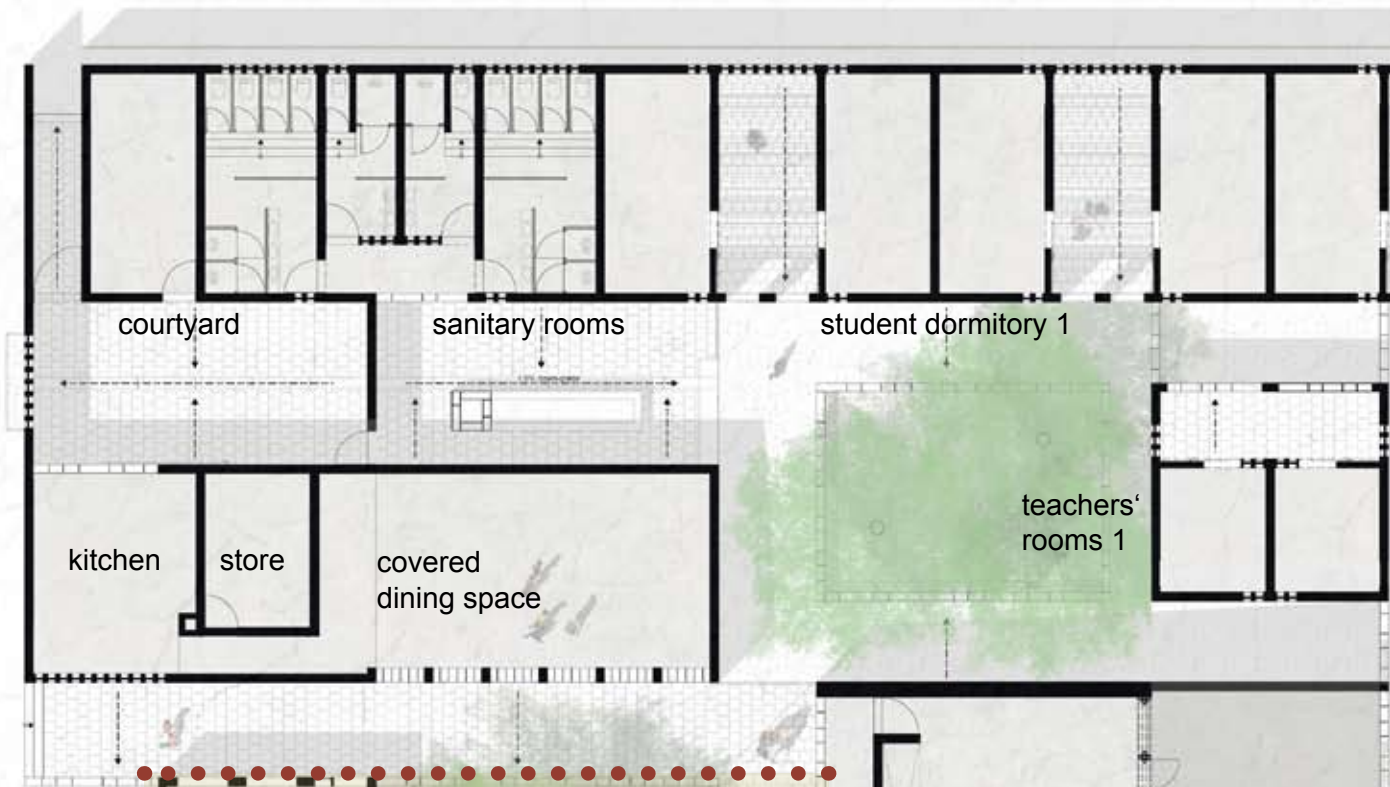 courtyard
sanitary rooms
student dormitory 1
kitchen
store
covered
dining space
teachers‘
rooms 1